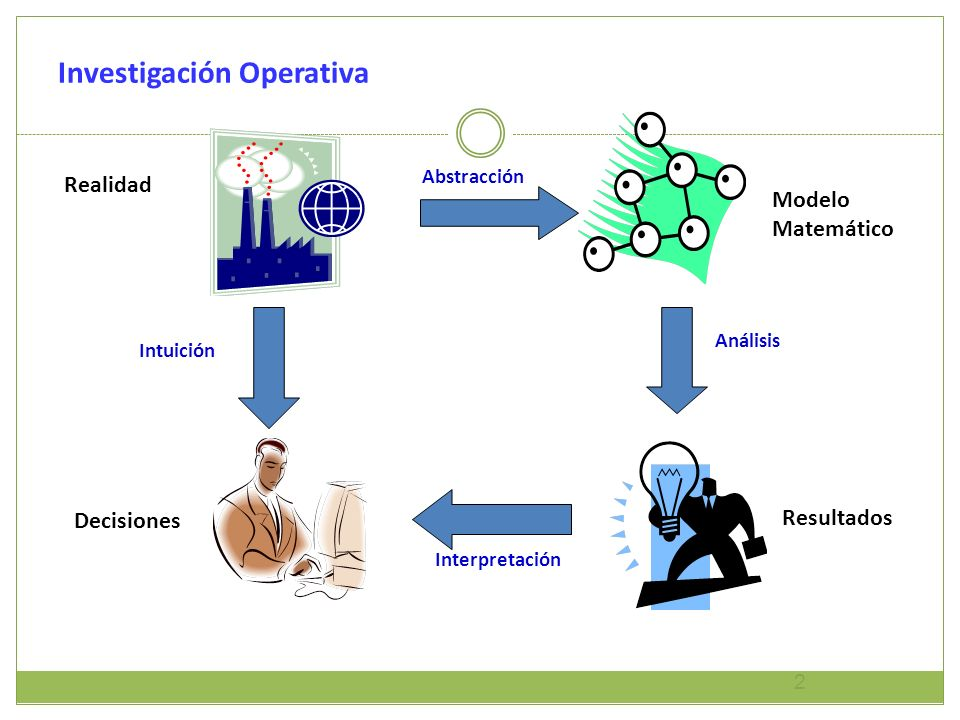 Investigación Operativa
Realidad
Abstracción
Modelo
Matemático
Intuición
Análisis
Decisiones
Interpretación
Resultados
2